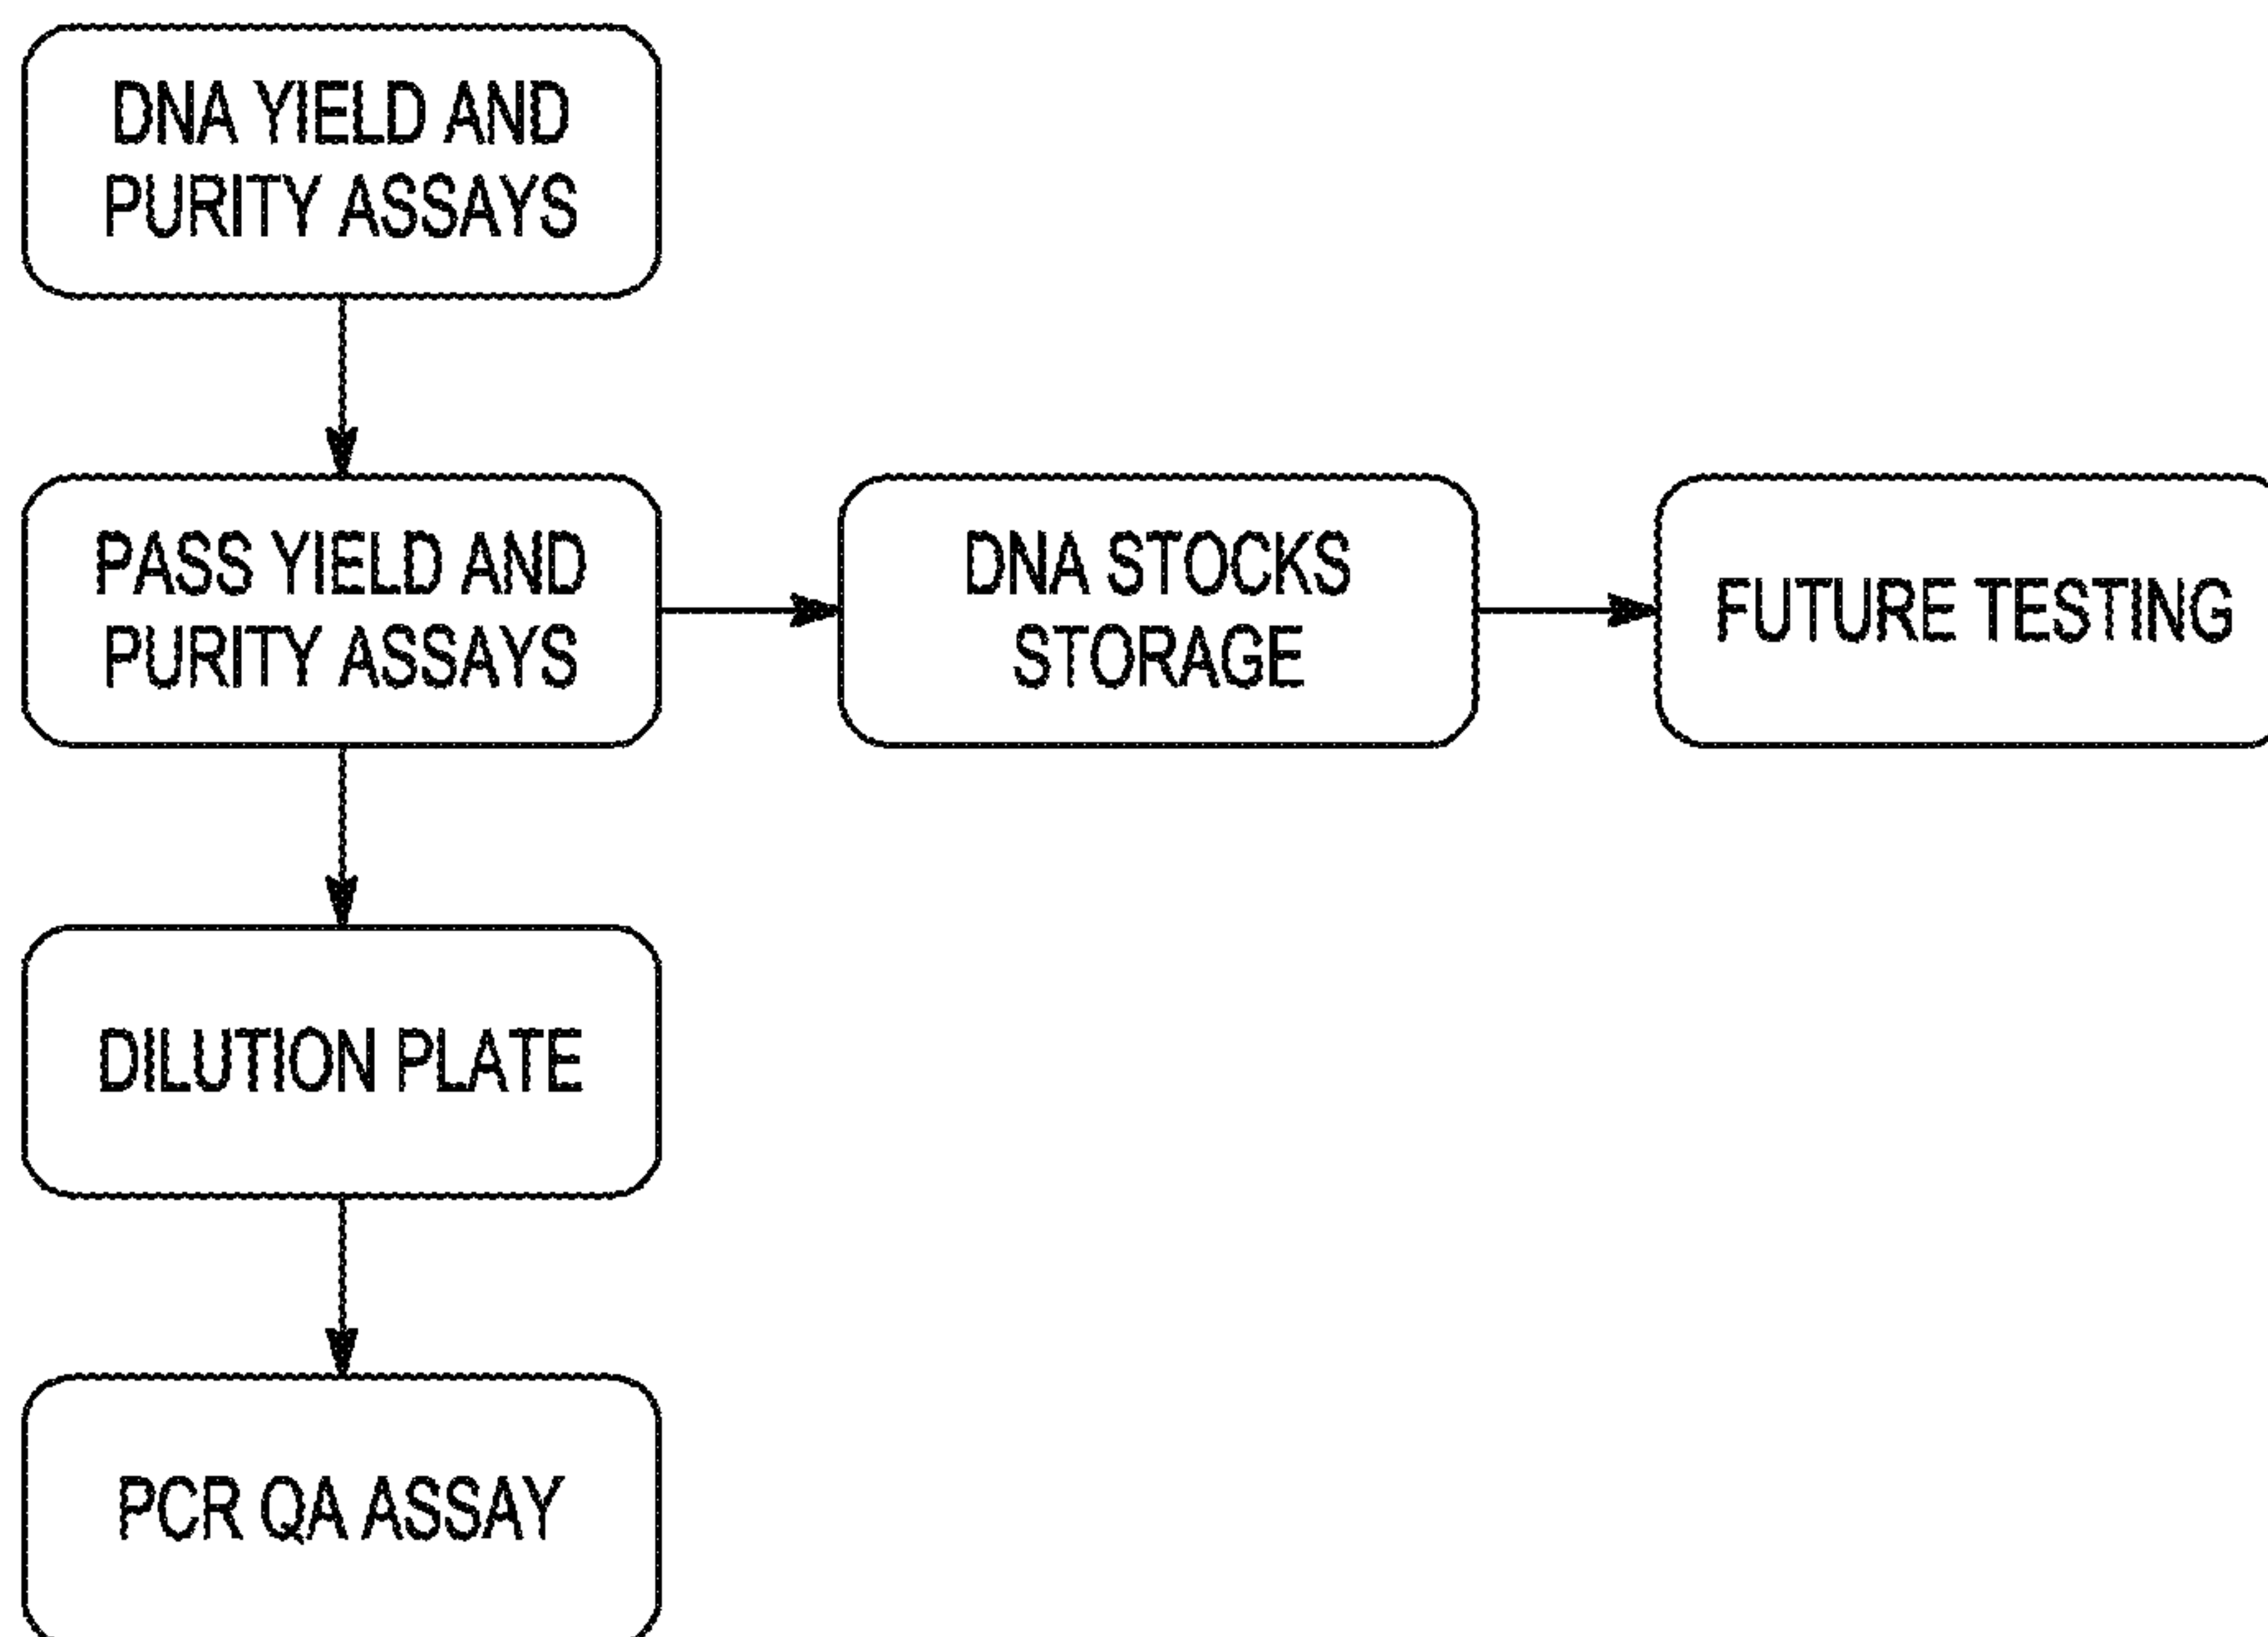 DNA YIELD AND
PURITY ASSAYS
PASS YIELD AND
PURITY ASSAYS
DNA STOCKS
STORAGE
FUTURE TESTING
DILUTION PLATE
PCR QA ASSAY